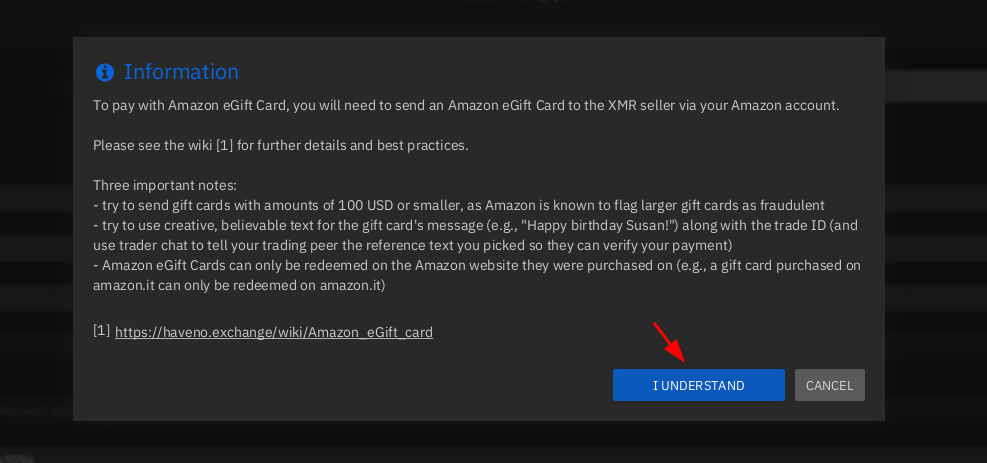 Information
To pay with Amazon eGift Card, you will need to send an Amazon eGift Card to the XMR seller via your Amazon account.
Please see the wiki [1] for further details and best practices.
Three important notes:
- try to send gift cards with amounts of 100 USD or smaller, as Amazon is known to flag larger gift cards as fraudulent
- try to use creative, believable text for the gift card's message (e.g., "Happy birthday Susan!") along with the trade ID (and
use trader chat to tell your trading peer the reference text you picked so they can verify your payment)
- Amazon eGift Cards can only be redeemed on the Amazon website they were purchased on (e.g., a gift card purchased on
amazon.it can only be redeemed on amazon.it)
[1] https://haveno.exchange/wiki/Amazon_eGift_card
I UNDERSTAND CANCEL